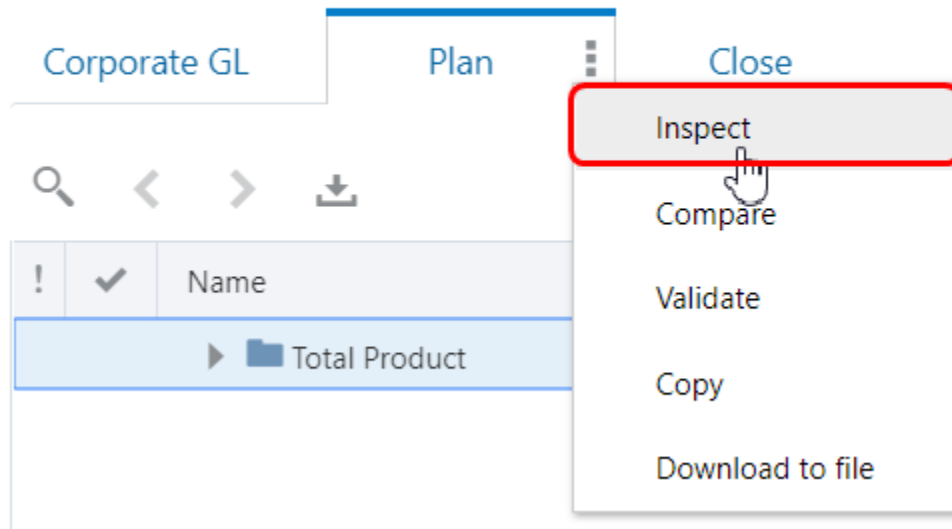 Corporate GL Plan Close
Inspect
Compare
Validate
Copy
Download to file
! Name
Total Product